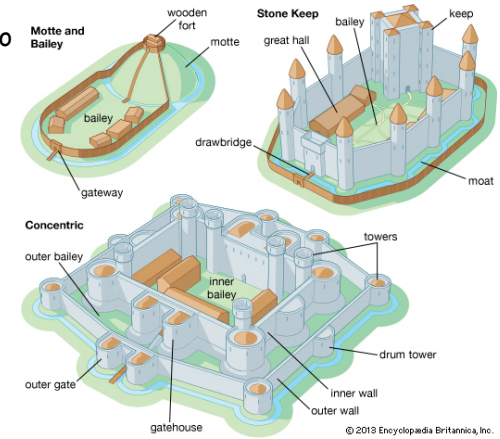 o
Motte and
Bailey
wooden
fort
motte
bailey
gateway
Stone Keep
bailey
keep
great hall
drawbridge
moat
Concentric
outer bailey
towers
inner
bailey
drum tower
outer gate
inner wall
outer wall
gatehouse
© 2013 Encyclopædia Britannica, Inc.